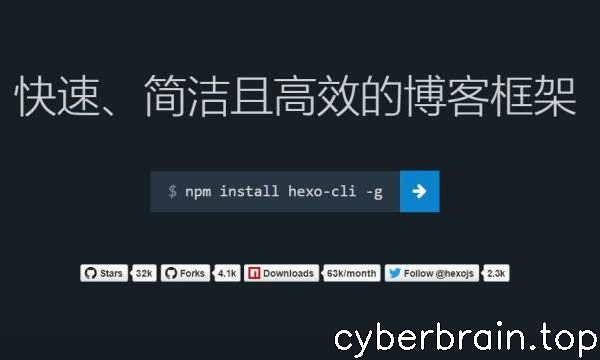 快速、简洁且高效的博客框架
$ npm install hexo-cli -g
Stars 32k Forks 4.1k Downloads 63k/month Follow @hexojs 2.3k
cyberbrain.top